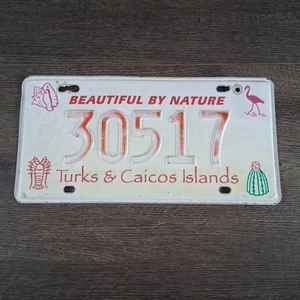 BEAUTIFUL BY NATURE
30517
Turks & Caicos Islands